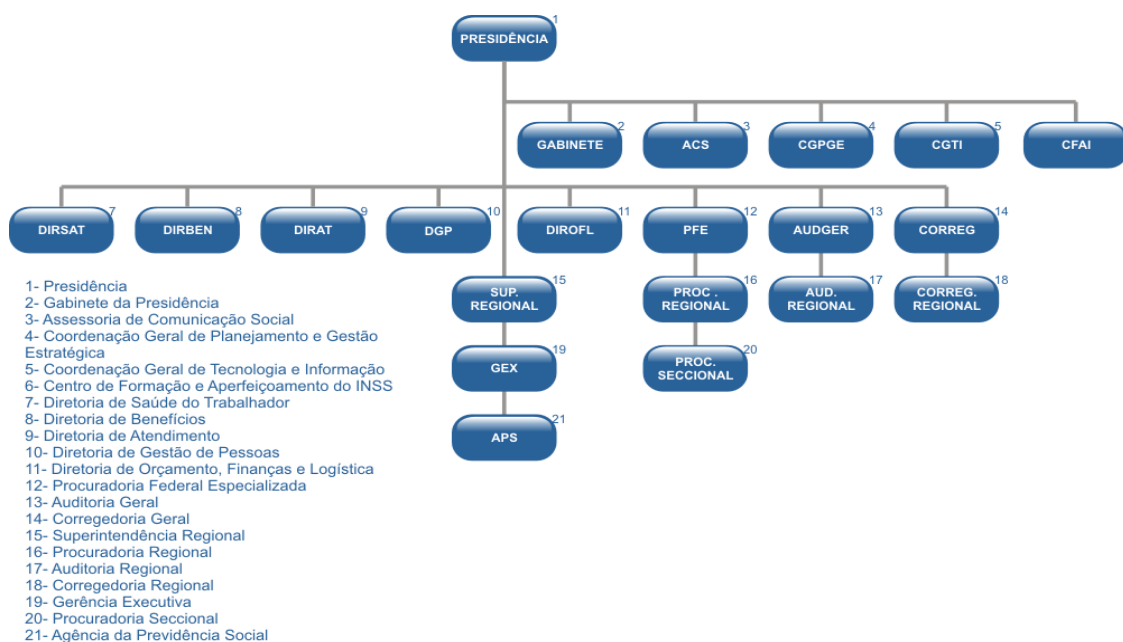 1
PRESIDÊNCIA
2
GABINETE
3
ACS
4
CGPGE
5
CGTI
CFAI
7
DIRSAT
8
DIRBEN
9
DIRAT
10
DGP
11
DIROFL
12
PFE
13
AUDGER
14
CORREG
15
SUP.
REGIONAL
16
PROC .
REGIONAL
17
AUD.
REGIONAL
18
CORREG.
REGIONAL
19
GEX
20
PROC.
SECCIONAL
21
APS
1- Presidência
2- Gabinete da Presidência
3- Assessoria de Comunicação Social
4- Coordenação Geral de Planejamento e Gestão
Estratégica
5- Coordenação Geral de Tecnologia e Informação
6- Centro de Formação e Aperfeiçoamento do INSS
7- Diretoria de Saúde do Trabalhador
8- Diretoria de Benefícios
9- Diretoria de Atendimento
10- Diretoria de Gestão de Pessoas
11- Diretoria de Orçamento, Finanças e Logística
12- Procuradoria Federal Especializada
13- Auditoria Geral
14- Corregedoria Geral
15- Superintendência Regional
16- Procuradoria Regional
17- Auditoria Regional
18- Corregedoria Regional
19- Gerência Executiva
20- Procuradoria Seccional
21- Agência da Previdência Social